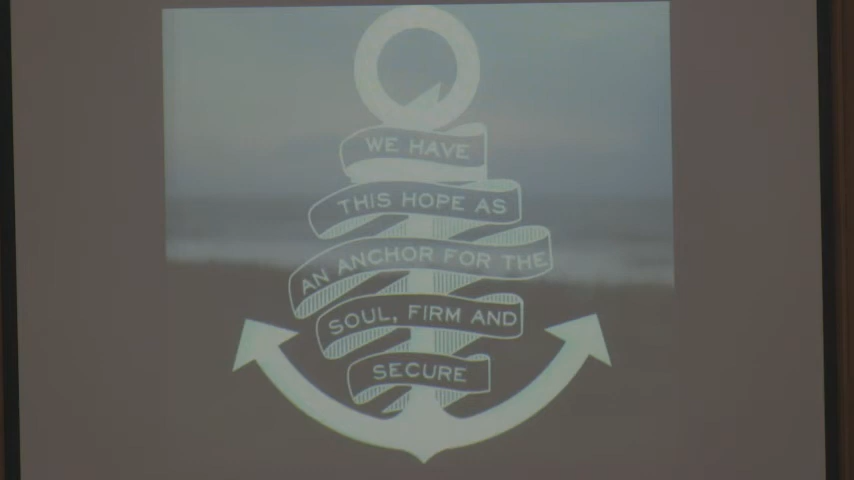 WE HAVE
THIS HOPE AS
AN ANCHOR FOR THE
SOUL, FIRM AND
SECURE